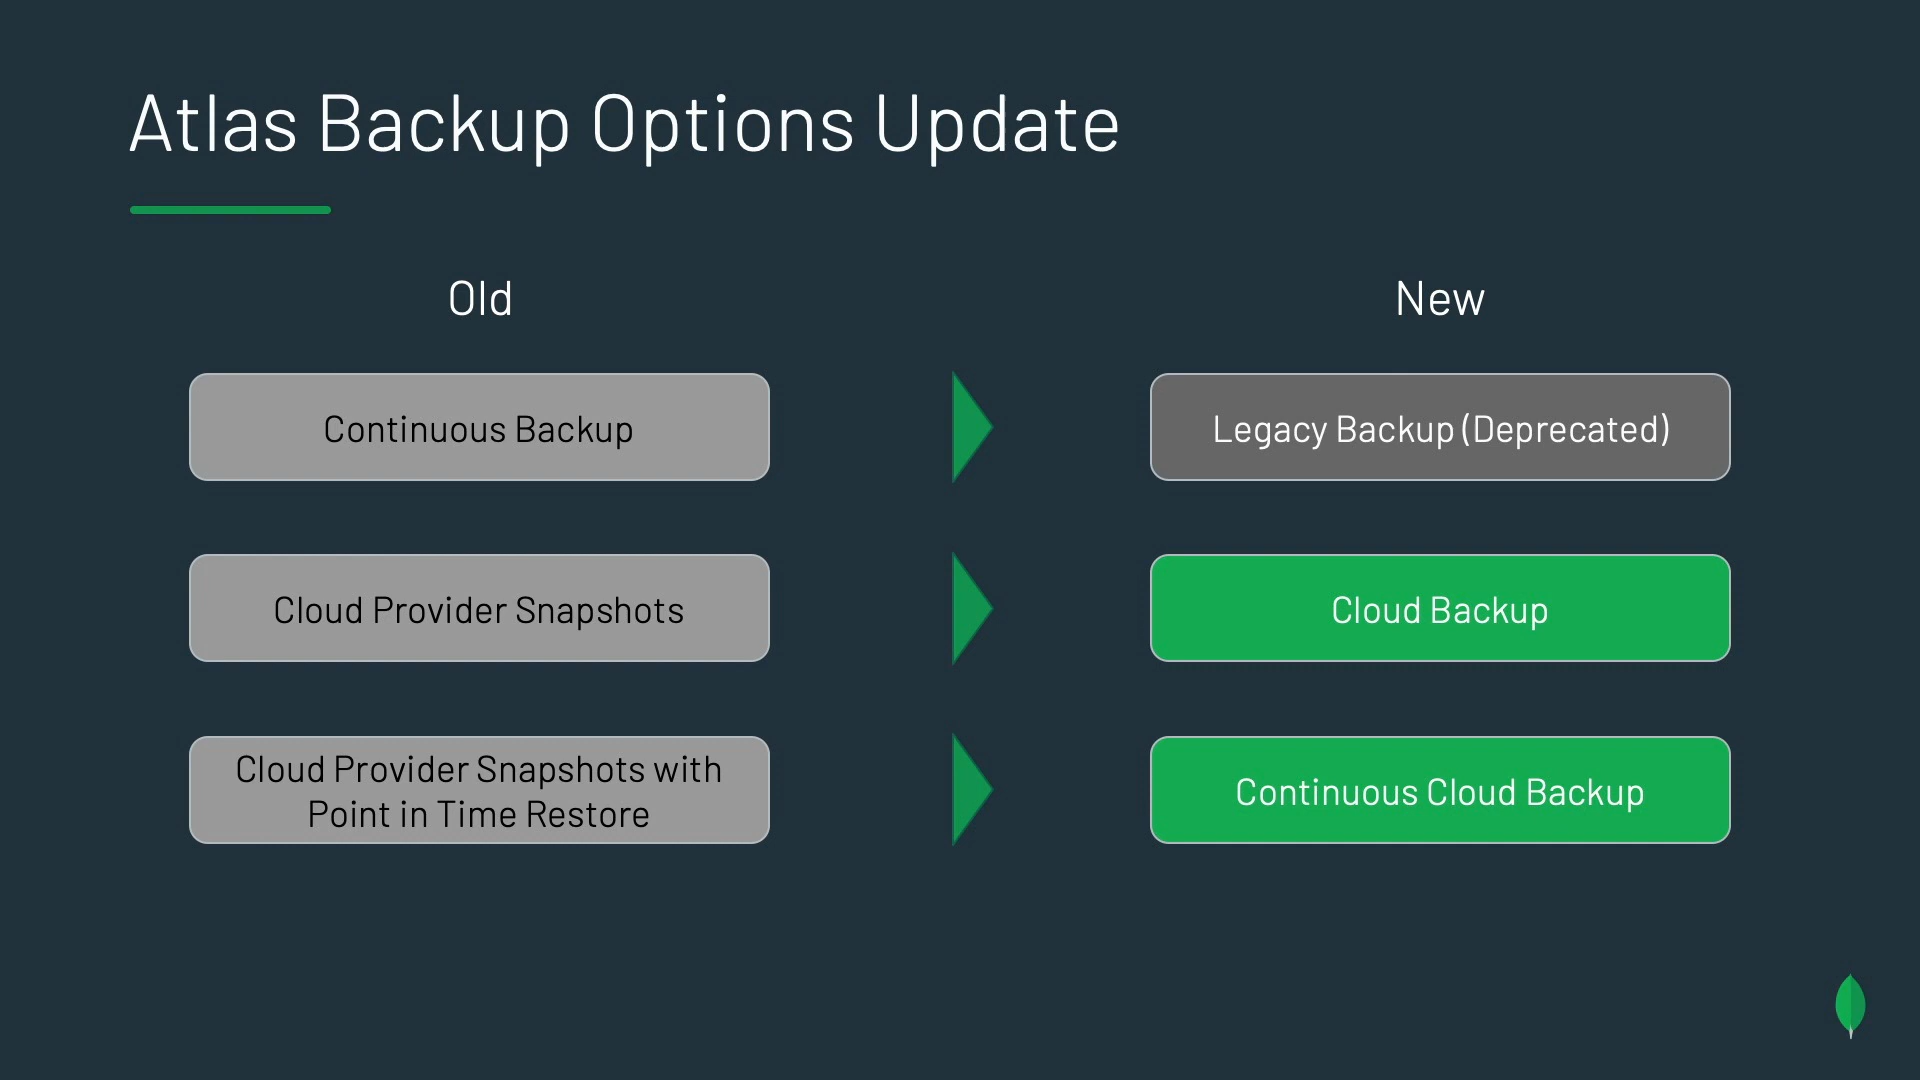 Atlas Backup Options Update
Old
New
Continuous Backup
Legacy Backup (Deprecated)
Cloud Provider Snapshots
Cloud Backup
Cloud Provider Snapshots with
Point in Time Restore
Continuous Cloud Backup